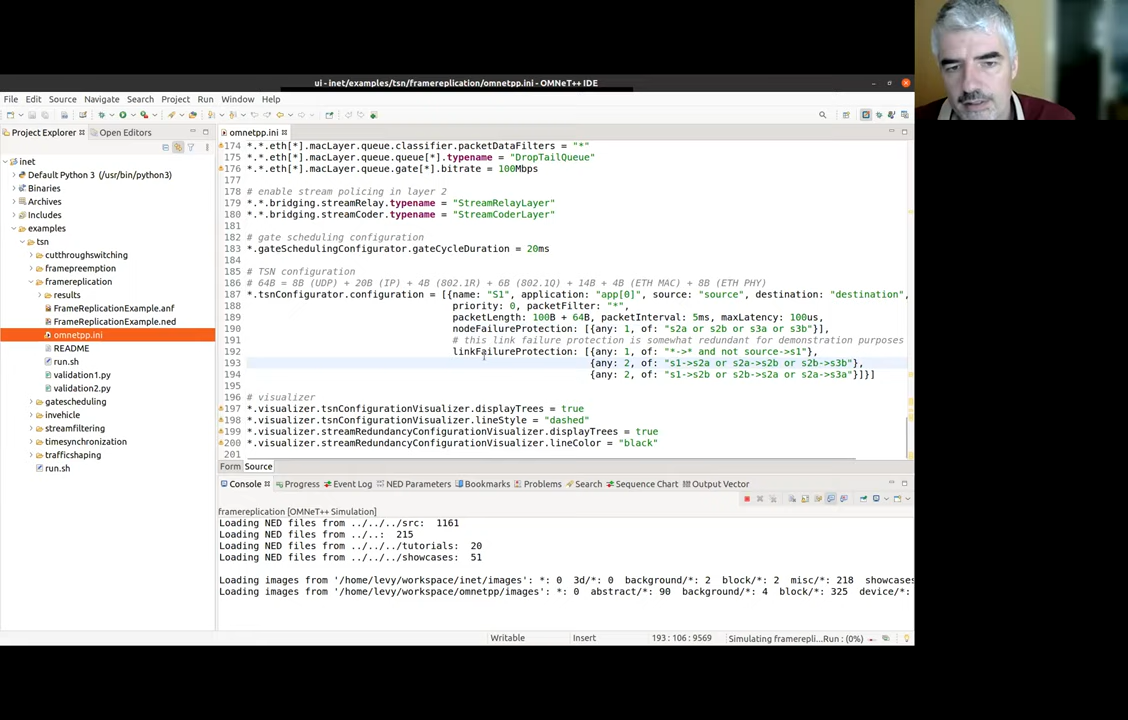 ui - inet/examples/tsn/framereplication/omnetpp.ini - OMNeT++ IDE
File Edit Source Navigate Search Project Run Window Help
Project Explorer Open Editors
omnetpp.ini
inet
Default Python 3 (/usr/bin/python3)
Binaries
Archives
Includes
examples
tsn
cutthroughswitching
framepreemption
framereplication
results
FrameReplicationExample.anf
FrameReplicationExample.ned
omnetpp.ini
README
run.sh
validation1.py
validation2.py
gatescheduling
invehicle
streamfiltering
timesynchronization
trafficshaping
run.sh
174 *.*.eth[*].macLayer.queue.classifier.packetDataFilters = "*"
175 *.*.eth[*].macLayer.queue.queue[*].typename = "DropTailQueue"
176 *.*.eth[*].macLayer.queue.gate[*].bitrate = 100Mbps
177
178 # enable stream policing in layer 2
179 *.*.bridging.streamRelay.typename = "StreamRelayLayer"
180 *.*.bridging.streamCoder.typename = "StreamCoderLayer"
181
182 # gate scheduling configuration
183 *.gateSchedulingConfigurator.gateCycleDuration = 20ms
184
185 # TSN configuration
186 # 64B = 8B (UDP) + 20B (IP) + 4B (802.1R) + 6B (802.1Q) + 14B + 4B (ETH MAC) + 8B (ETH PHY)
187 *.tsnConfigurator.configuration = [{name: "S1", application: "app[0]", source: "source", destination: "destination",
188 priority: 0, packetFilter: "*",
189 packetLength: 100B + 64B, packetInterval: 5ms, maxLatency: 100us,
190 nodeFailureProtection: [{any: 1, of: "s2a or s2b or s3a or s3b"}],
191 # this link failure protection is somewhat redundant for demonstration purposes
192 linkFailureProtection: [{any: 1, of: "*->* and not source->s1"},
193 {any: 2, of: "s1->s2a or s2a->s2b or s2b->s3b"},
194 {any: 2, of: "s1->s2b or s2b->s2a or s2a->s3a"}]}]
195
196 # visualizer
197 *.visualizer.tsnConfigurationVisualizer.displayTrees = true
198 *.visualizer.tsnConfigurationVisualizer.lineStyle = "dashed"
199 *.visualizer.streamRedundancyConfigurationVisualizer.displayTrees = true
200 *.visualizer.streamRedundancyConfigurationVisualizer.lineColor = "black"
201
Form Source
Console Progress Event Log NED Parameters Bookmarks Problems Search Sequence Chart Output Vector
framereplication [OMNeT++ Simulation]
Loading NED files from ../../../src: 1161
Loading NED files from ../..: 215
Loading NED files from ../../../tutorials: 20
Loading NED files from ../../../showcases: 51
Loading images from '/home/levy/workspace/inet/images': *: 0 3d/*: 0 background/*: 2 block/*: 2 misc/*: 218 showcases
Loading images from '/home/levy/workspace/omnetpp/images': *: 0 abstract/*: 90 background/*: 4 block/*: 325 device/*:
Writable Insert 193 : 106 : 9569 Simulating framerepli...Run : (0%)